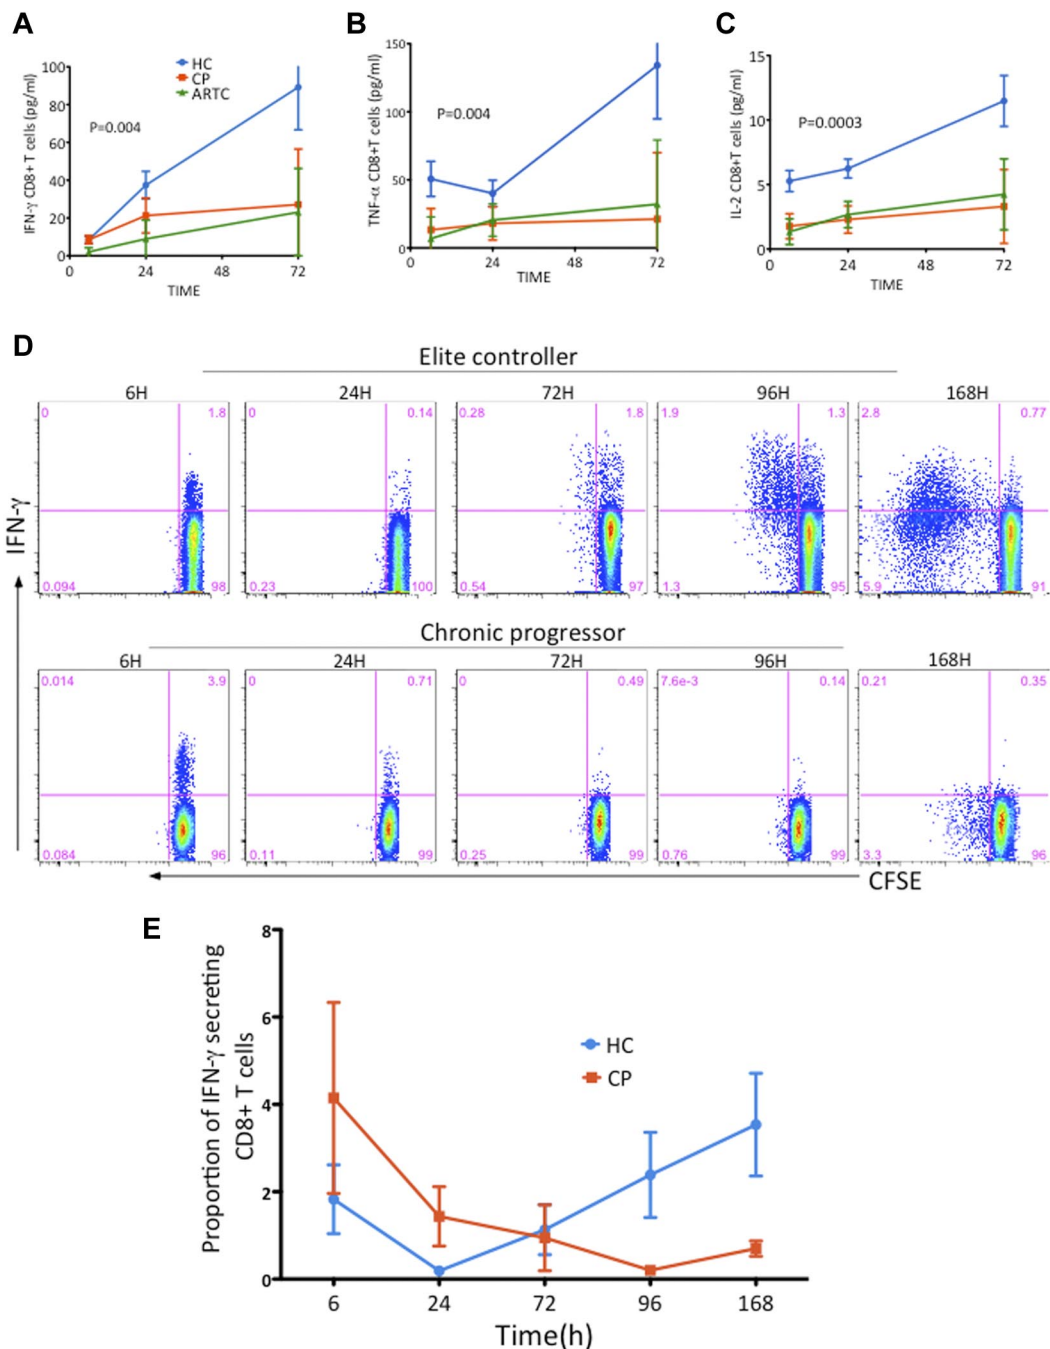 A
IFN-γ CD8+ T cells (pg/ml)
100
80
60
40
20
0
0 24 48 72
TIME
P=0.004
HC
CP
ARTC
B
TNF-α CD8+T cells (pg/ml)
150
100
50
0
0 24 48 72
TIME
P=0.004
C
IL-2 CD8+T cells (pg/ml)
15
10
5
0
0 24 48 72
TIME
P=0.0003
D
Elite controller
6H 24H 72H 96H 168H
0 1.8 0 0.14 0.28 1.8 1.9 1.3 2.8 0.77
0.094 98 0.23 100 0.54 97 1.3 95 5.9 91
IFN-γ
Chronic progressor
6H 24H 72H 96H 168H
0.014 3.9 0 0.71 0 0.49 7.6e-3 0.14 0.21 0.35
0.084 96 0.11 99 0.25 99 0.76 99 3.3 96
CFSE
E
Proportion of IFN-γ secreting
CD8+ T cells
8
6
4
2
0
HC
CP
6 24 72 96 168
Time(h)